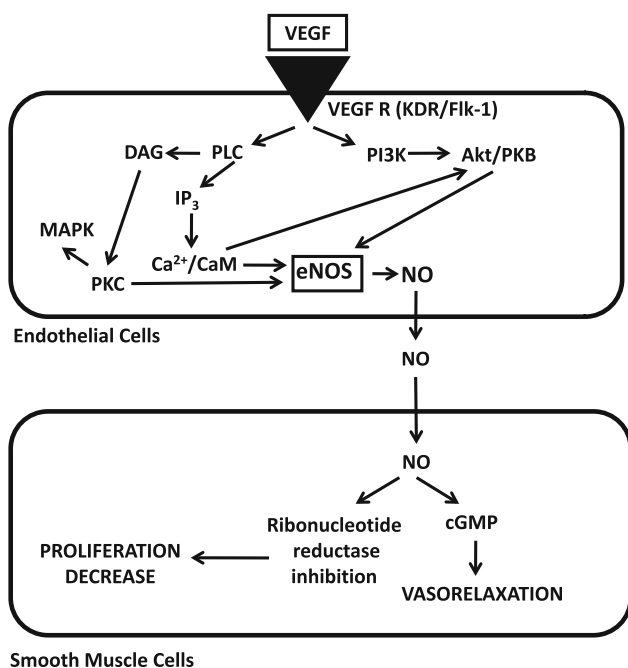 VEGF
VEGF R (KDR/Flk-1)
DAG
PLC
PI3K
Akt/PKB
IP₃
MAPK
Ca²⁺/CaM
eNOS
NO
PKC
Endothelial Cells
NO
NO
Ribonucleotide
reductase
inhibition
cGMP
PROLIFERATION
DECREASE
VASORELAXATION
Smooth Muscle Cells